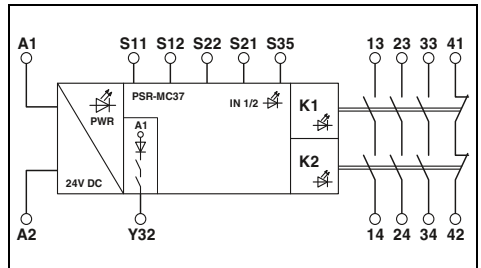 A1 S11 S12 S22 S21 S35 13 23 33 41
PSR-MC37
IN 1/2
K1
PWR
A1
K2
24V DC
A2 Y32 14 24 34 42